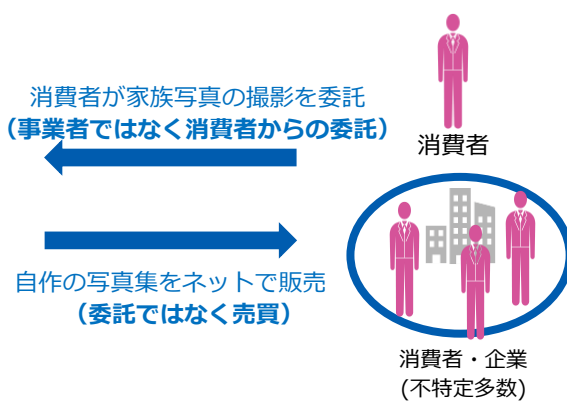 消費者が家族写真の撮影を委託
（事業者ではなく消費者からの委託）
消費者
自作の写真集をネットで販売
（委託ではなく売買）
消費者・企業
(不特定多数)